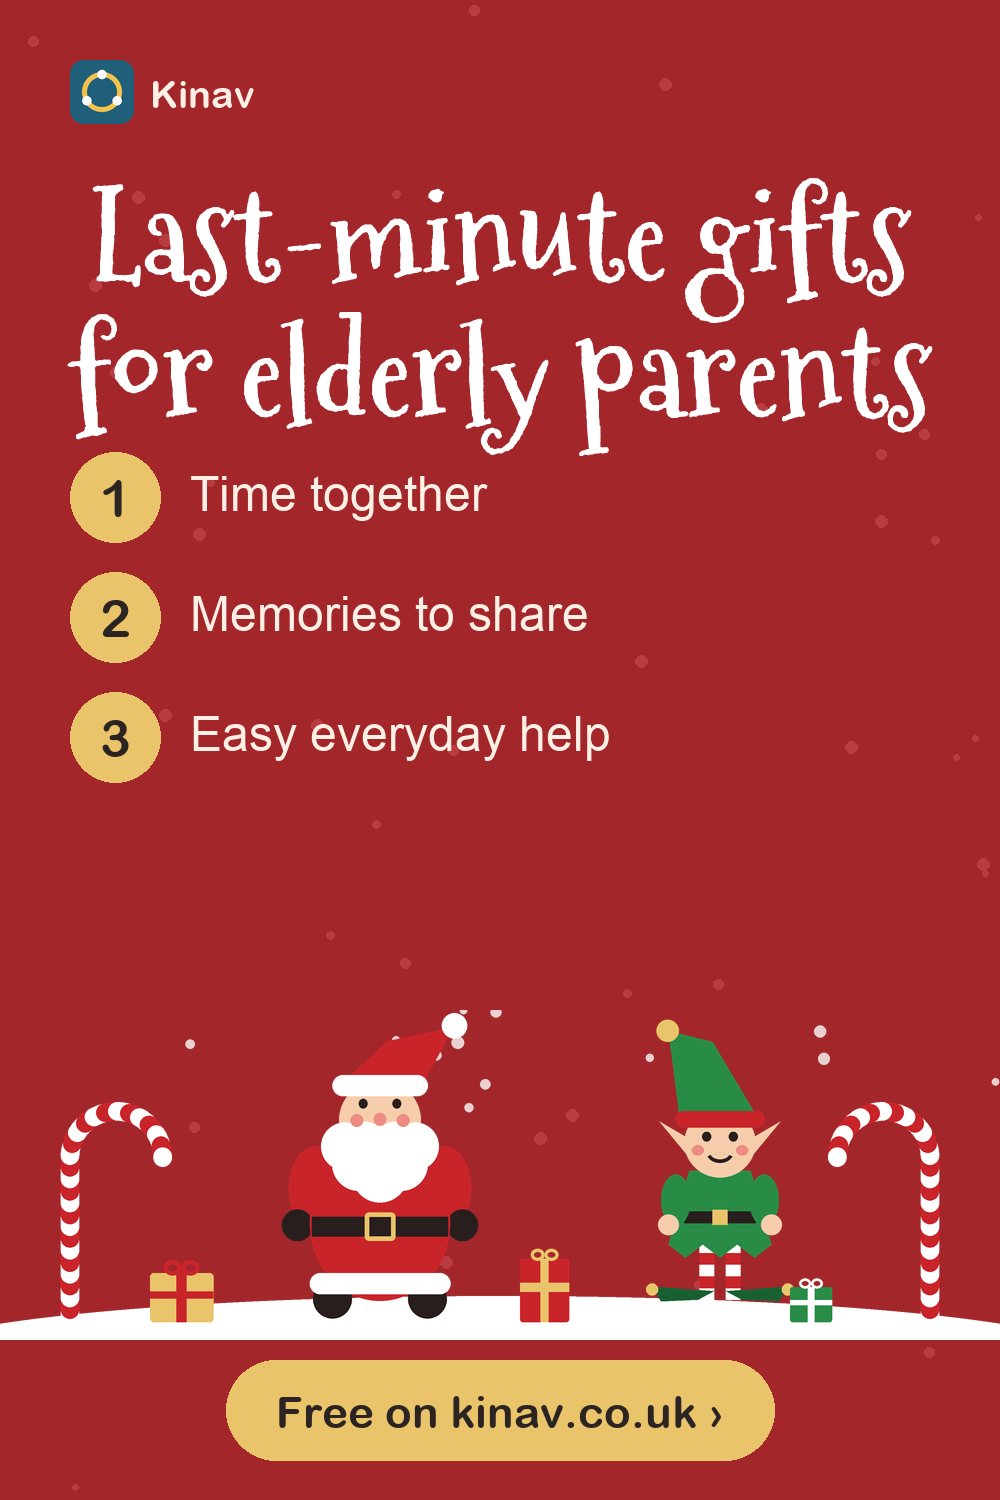 Kinav
Last-minute gifts
for elderly parents
1 Time together
2 Memories to share
3 Easy everyday help
Free on kinav.co.uk ›